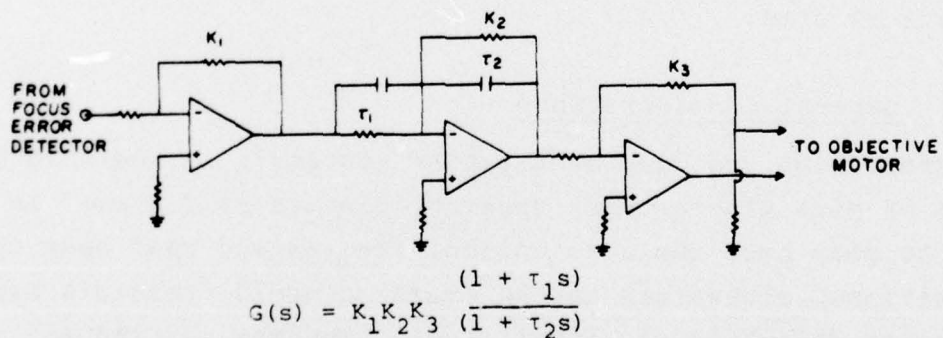 K₁
K₂
τ₂
K₃
FROM
FOCUS
ERROR
DETECTOR
τ₁
-
+
-
+
-
+
TO OBJECTIVE
MOTOR
G(s) = K₁K₂K₃ (1 + τ₁s) / (1 + τ₂s)